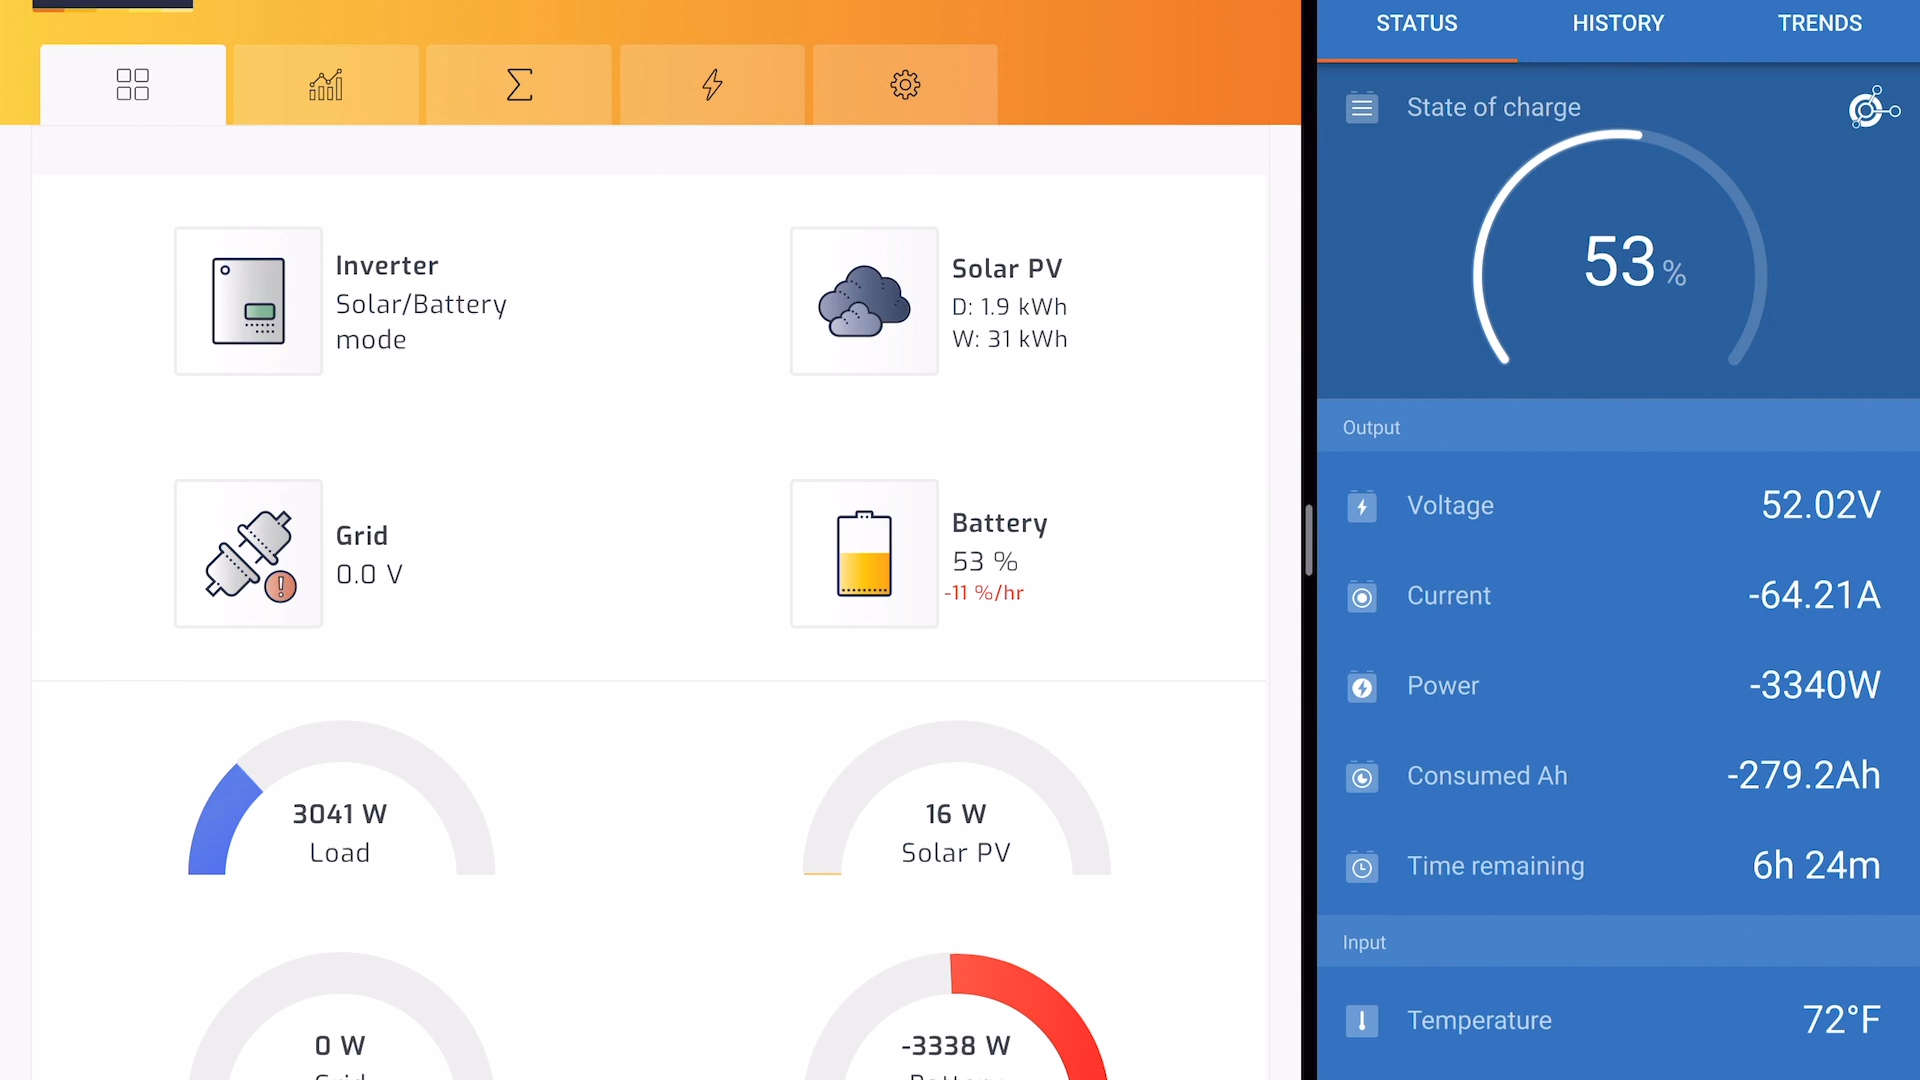 Inverter
Solar/Battery
mode
Solar PV
D: 1.9 kWh
W: 31 kWh
Grid
0.0 V
Battery
53 %
-11 %/hr
3041 W
Load
16 W
Solar PV
0 W
Grid
-3338 W
Battery
STATUS
HISTORY
TRENDS
State of charge
53 %
Output
Voltage
52.02V
Current
-64.21A
Power
-3340W
Consumed Ah
-279.2Ah
Time remaining
6h 24m
Input
Temperature
72°F